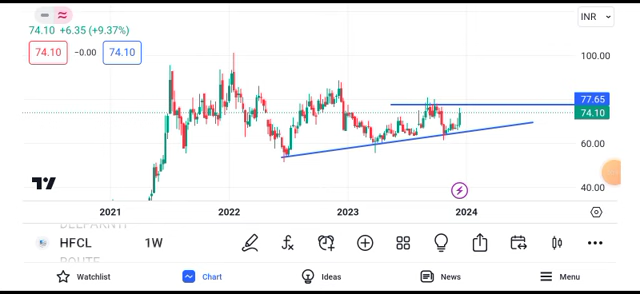 INR
74.10 +6.35 (+9.37%)
74.10 −0.00 74.10
100.00
77.65
74.10
60.00
40.00
2021 2022 2023 2024
HFCL 1W
Watchlist Chart Ideas News Menu